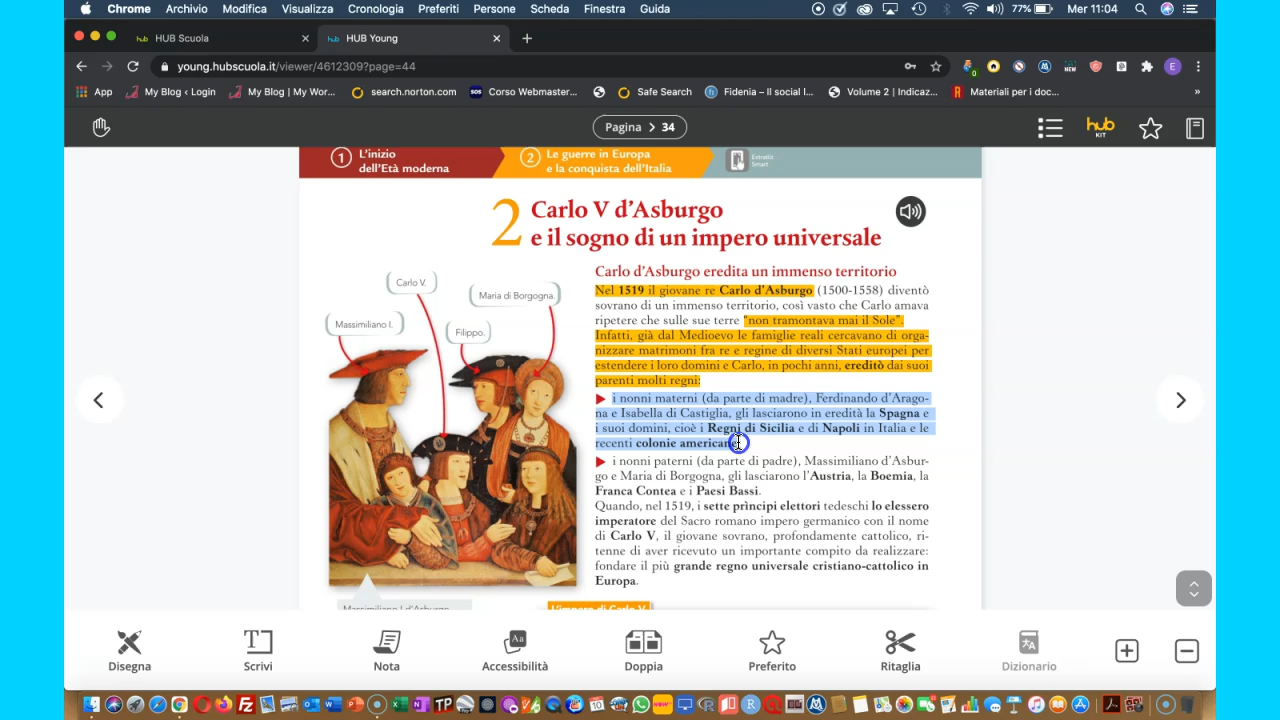 Chrome Archivio Modifica Visualizza Cronologia Preferiti Persone Scheda Finestra Guida 77% Mer 11:04
HUB Scuola HUB Young
young.hubscuola.it/viewer/4612309?page=44
App My Blog ‹ Login My Blog | My Wor... search.norton.com Corso Webmaster... Safe Search Fidenia – Il social l... Volume 2 | Indicaz... Materiali per i doc... »
Pagina > 34
hub
KIT
1 L'inizio
dell'Età moderna
2 Le guerre in Europa
e la conquista dell'Italia
2 Carlo V d'Asburgo
e il sogno di un impero universale
Carlo V.
Maria di Borgogna.
Massimiliano I.
Filippo.
Carlo d'Asburgo eredita un immenso territorio
Nel 1519 il giovane re Carlo d'Asburgo (1500-1558) diventò
sovrano di un immenso territorio, così vasto che Carlo amava
ripetere che sulle sue terre "non tramontava mai il Sole".
Infatti, già dal Medioevo le famiglie reali cercavano di orga-
nizzare matrimoni fra re e regine di diversi Stati europei per
estendere i loro domini e Carlo, in pochi anni, ereditò dai suoi
parenti molti regni:
i nonni materni (da parte di madre), Ferdinando d'Arago-
na e Isabella di Castiglia, gli lasciarono in eredità la Spagna e
i suoi domini, cioè i Regni di Sicilia e di Napoli in Italia e le
recenti colonie americane
i nonni paterni (da parte di padre), Massimiliano d'Asbur-
go e Maria di Borgogna, gli lasciarono l'Austria, la Boemia, la
Franca Contea e i Paesi Bassi.
Quando, nel 1519, i sette prìncipi elettori tedeschi lo elessero
imperatore del Sacro romano impero germanico con il nome
di Carlo V, il giovane sovrano, profondamente cattolico, ri-
tenne di aver ricevuto un importante compito da realizzare:
fondare il più grande regno universale cristiano-cattolico in
Europa.
Massimiliano I d'Asburgo
L'impero di Carlo V
Disegna Scrivi Nota Accessibilità Doppia Preferito Ritaglia Dizionario